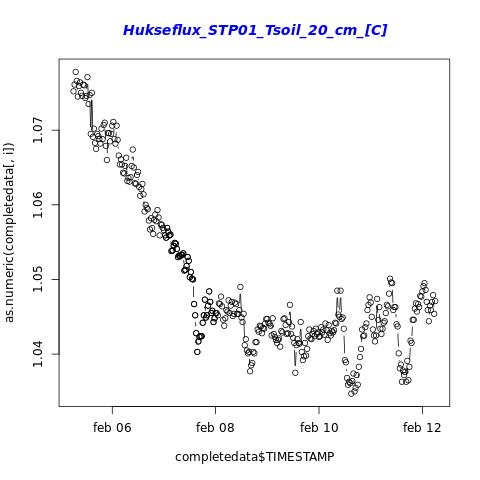 Hukseflux_STP01_Tsoil_20_cm_[C]
as.numeric(completedata[, i])
1.07
1.06
1.05
1.04
feb 06
feb 08
feb 10
feb 12
completedata$TIMESTAMP